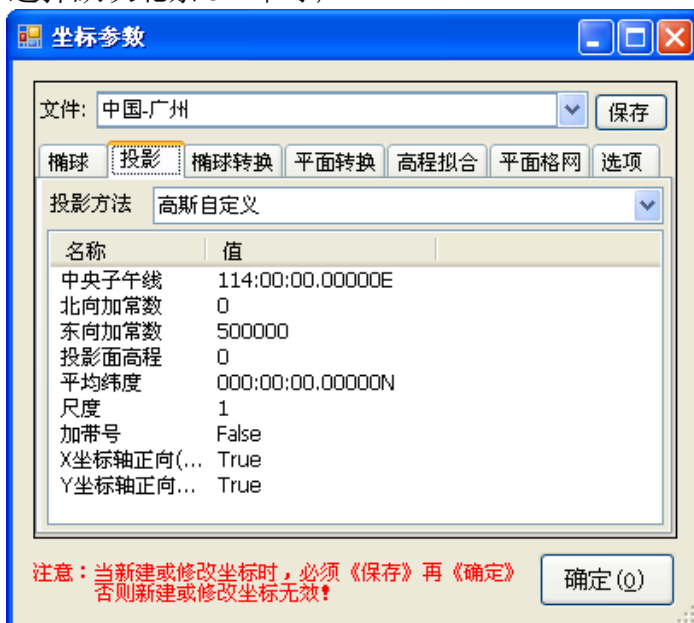 坐标参数
文件: 中国-广州 保存
椭球 投影 椭球转换 平面转换 高程拟合 平面格网 选项
投影方法 高斯自定义
名称 值
中央子午线 114:00:00.00000E
北向加常数 0
东向加常数 500000
投影面高程 0
平均纬度 000:00:00.00000N
尺度 1
加带号 False
X坐标轴正向(... True
Y坐标轴正向... True
注意：当新建或修改坐标时，必须《保存》再《确定》
否则新建或修改坐标无效！
确定(o)